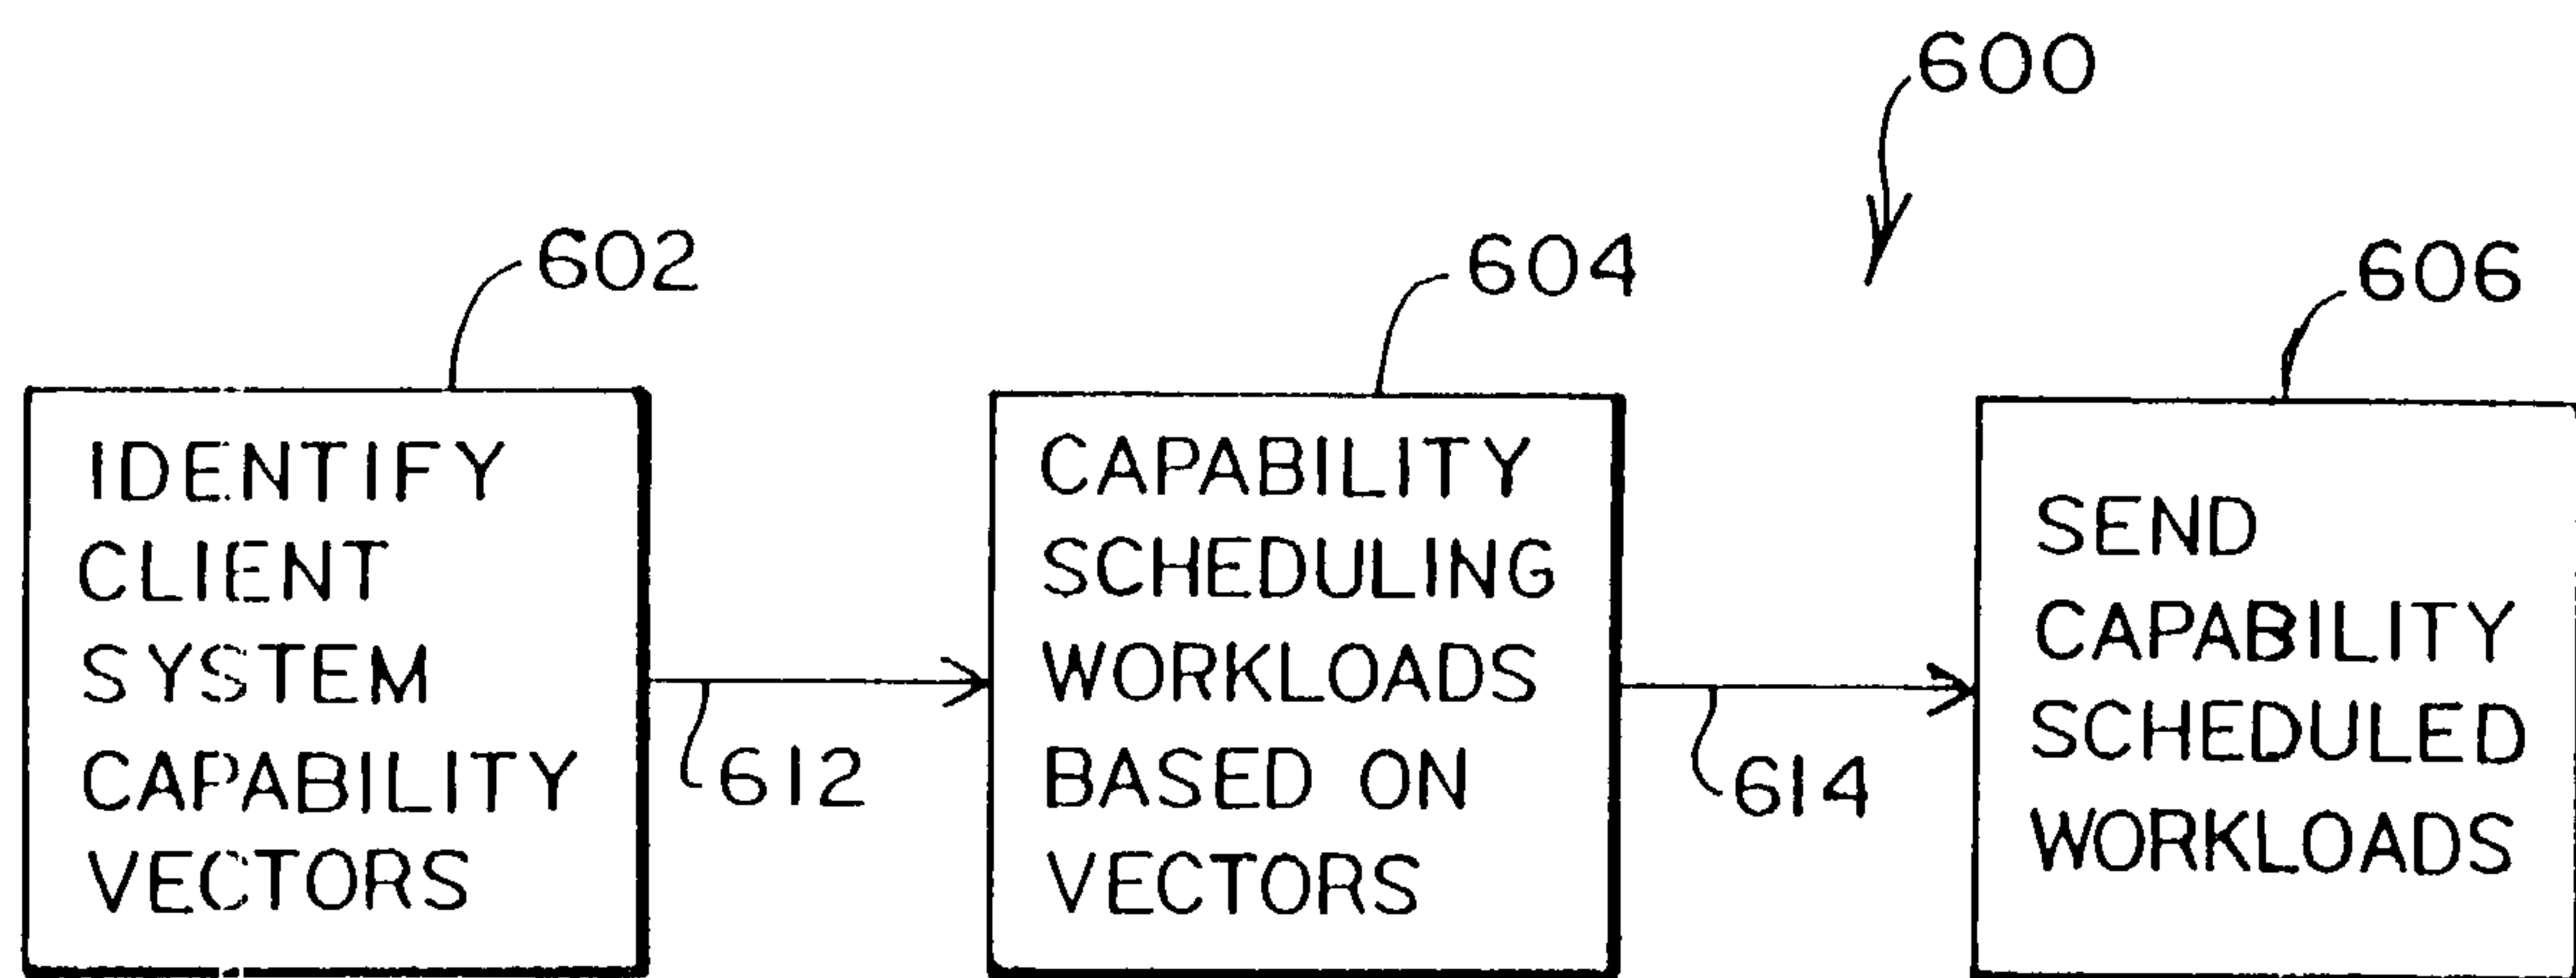 600
602
604
606
IDENTIFY
CLIENT
SYSTEM
CAPABILITY
VECTORS
612
CAPABILITY
SCHEDULING
WORKLOADS
BASED ON
VECTORS
614
SEND
CAPABILITY
SCHEDULED
WORKLOADS